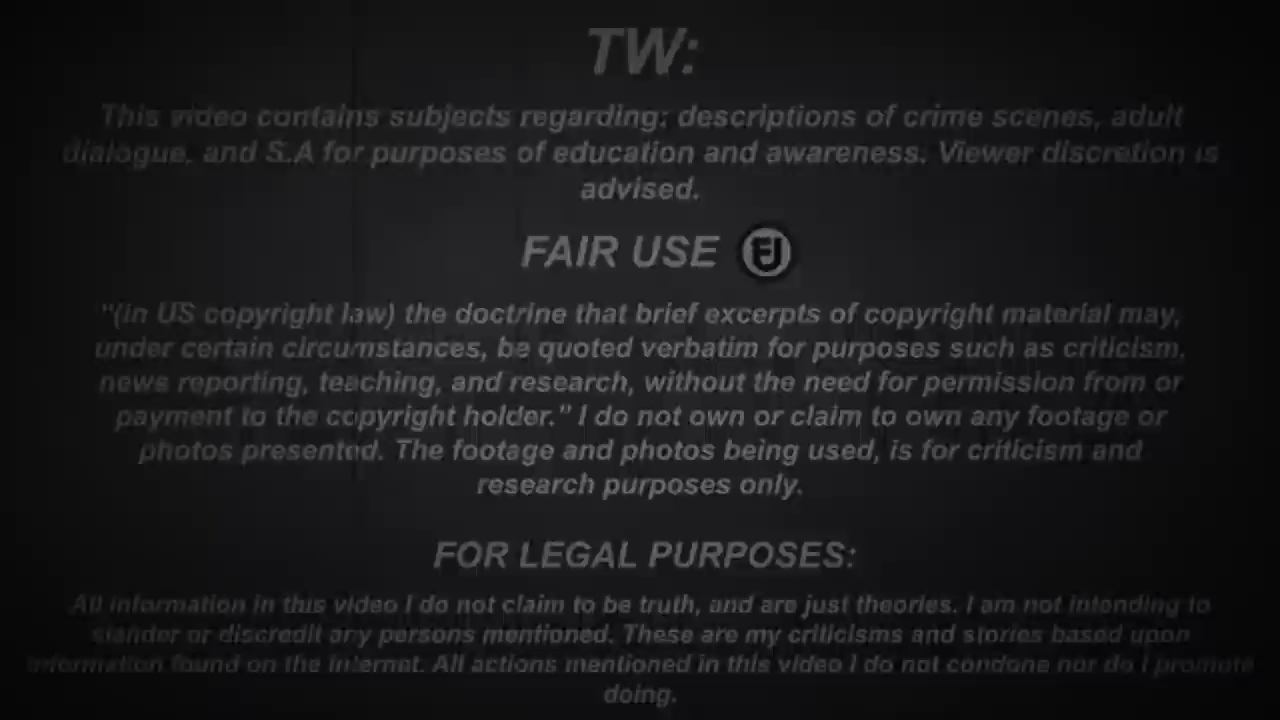 TW:
This video contains subjects regarding: descriptions of crime scenes, adult
dialogue, and S.A for purposes of education and awareness. Viewer discretion is
advised.
FAIR USE FU
"(in US copyright law) the doctrine that brief excerpts of copyright material may,
under certain circumstances, be quoted verbatim for purposes such as criticism,
news reporting, teaching, and research, without the need for permission from or
payment to the copyright holder." I do not own or claim to own any footage or
photos presented. The footage and photos being used, is for criticism and
research purposes only.
FOR LEGAL PURPOSES:
All information in this video I do not claim to be truth, and are just theories. I am not intending to
slander or discredit any persons mentioned. These are my criticisms and stories based upon
information found on the internet. All actions mentioned in this video I do not condone nor do I promote
doing.